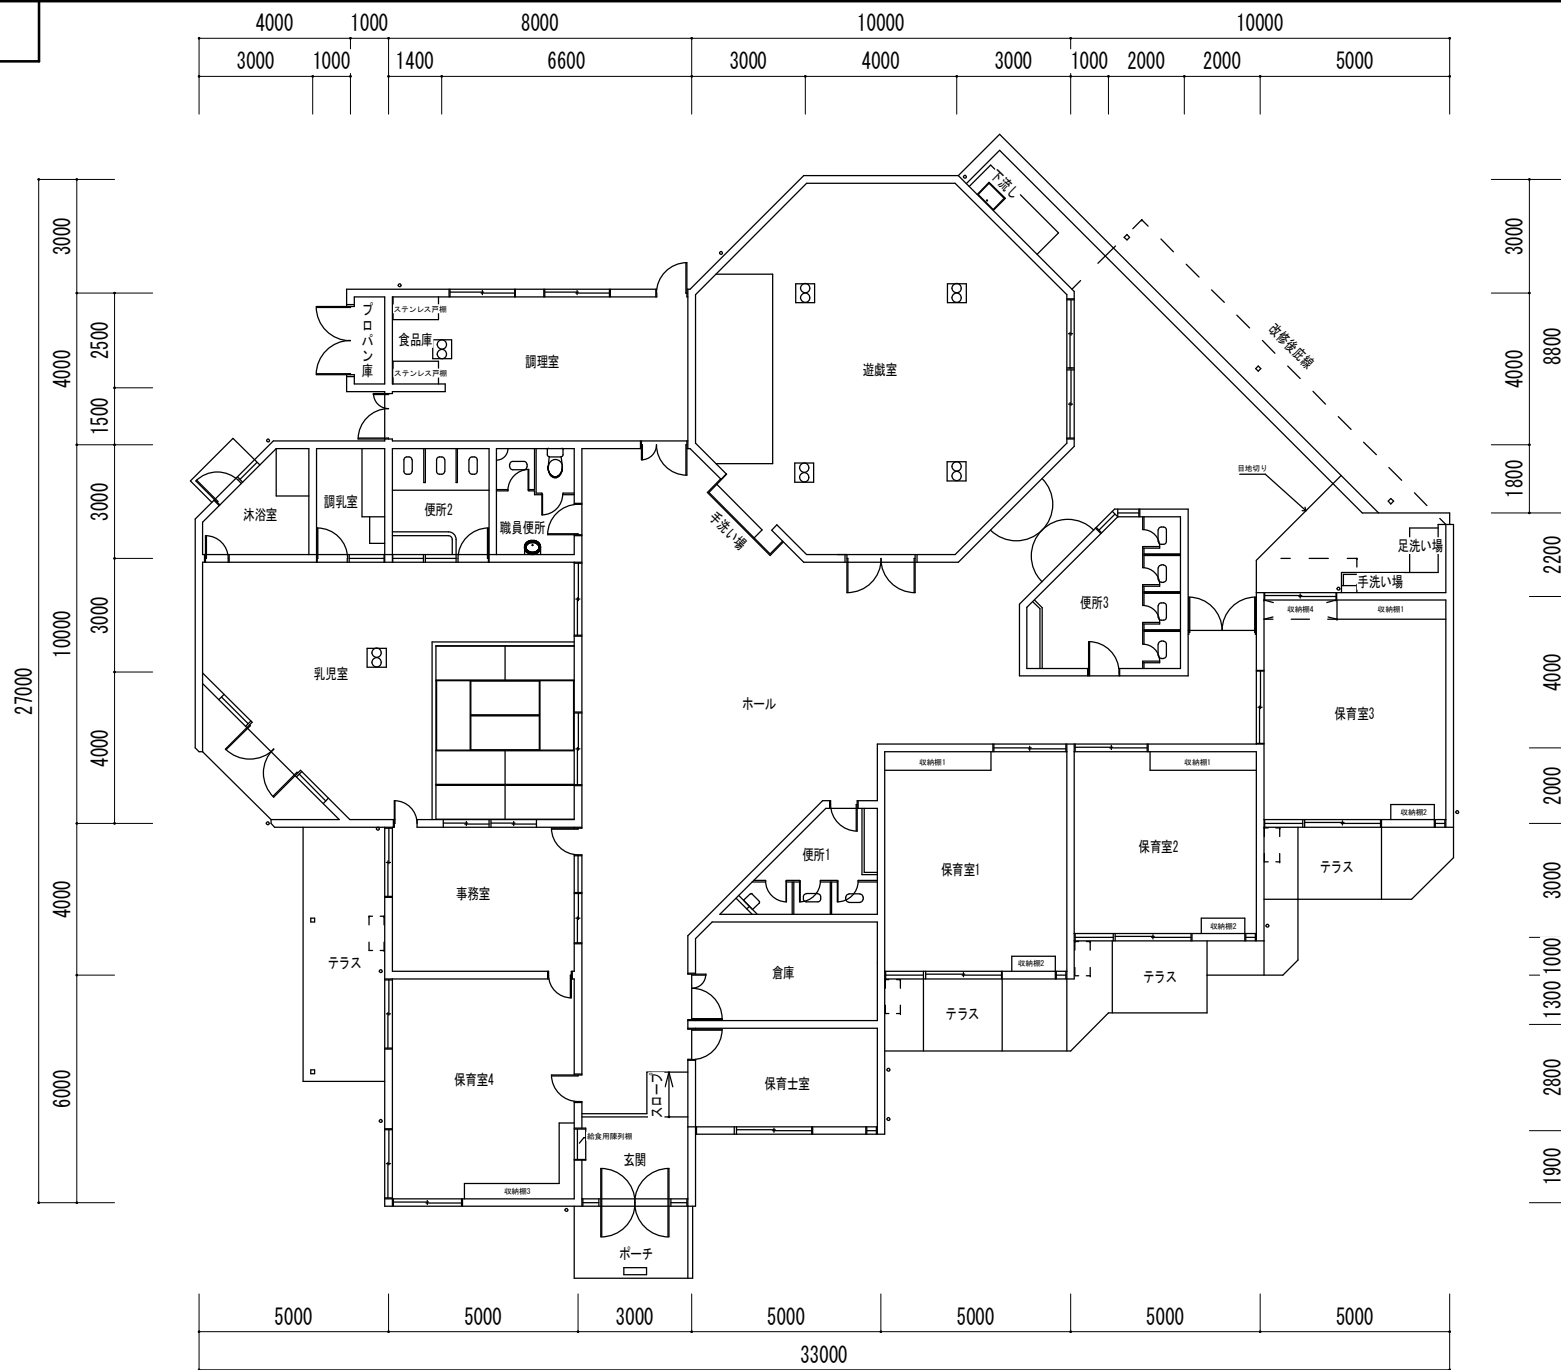 4000 1000 8000 10000 10000
3000 1000 1400 6600 3000 4000 3000 1000 2000 2000 5000
下流し
3000
3000
プロパン庫
ステンレス戸棚
食品庫
ステンレス戸棚
調理室
遊戯室
改修後庇線
2500
4000
1500
4000
8800
目地切り
1800
沐浴室
調乳室
便所2
職員便所
手洗い場
3000
足洗い場
手洗い場
2200
便所3
収納棚4
収納棚1
27000
10000
3000
4000
乳児室
ホール
保育室3
4000
収納棚1
収納棚1
収納棚2
2000
便所1
保育室1
保育室2
テラス
事務室
3000
4000
収納棚2
テラス
倉庫
収納棚2
テラス
テラス
1000
1300
保育室4
スロープ
保育士室
6000
2800
給食用陳列棚
玄関
収納棚3
1900
ポーチ
5000 5000 3000 5000 5000 5000 5000
33000